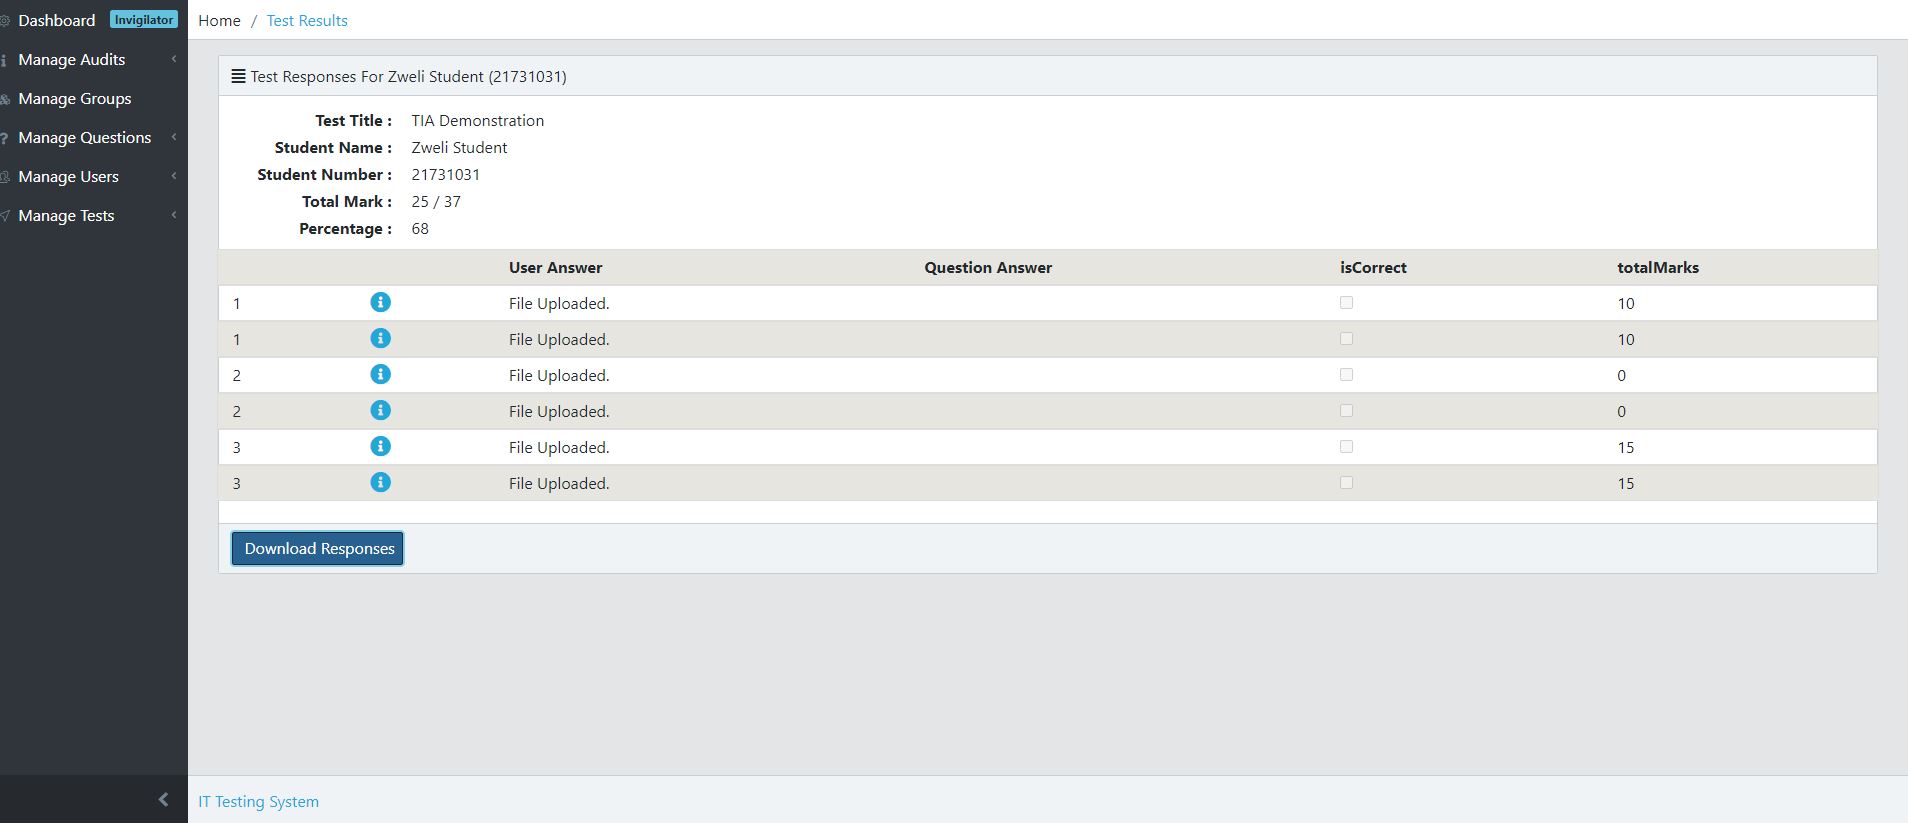 Dashboard Invigilator
Manage Audits
Manage Groups
Manage Questions
Manage Users
Manage Tests
Home / Test Results
Test Responses For Zweli Student (21731031)
Test Title : TIA Demonstration
Student Name : Zweli Student
Student Number : 21731031
Total Mark : 25 / 37
Percentage : 68
User Answer Question Answer isCorrect totalMarks
1 File Uploaded. 10
1 File Uploaded. 10
2 File Uploaded. 0
2 File Uploaded. 0
3 File Uploaded. 15
3 File Uploaded. 15
Download Responses
IT Testing System